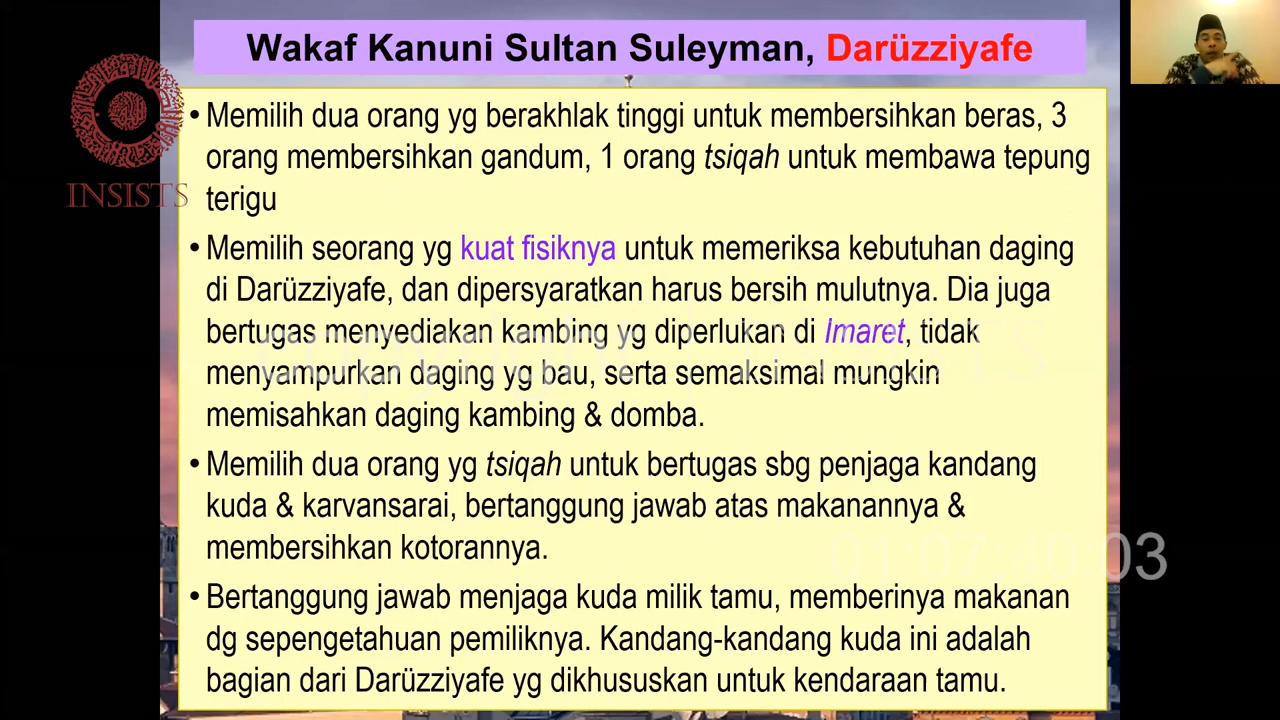 Wakaf Kanuni Sultan Suleyman, Darüzziyafe
INSISTS
• Memilih dua orang yg berakhlak tinggi untuk membersihkan beras, 3
orang membersihkan gandum, 1 orang tsiqah untuk membawa tepung
terigu
• Memilih seorang yg kuat fisiknya untuk memeriksa kebutuhan daging
di Darüzziyafe, dan dipersyaratkan harus bersih mulutnya. Dia juga
bertugas menyediakan kambing yg diperlukan di Imaret, tidak
menyampurkan daging yg bau, serta semaksimal mungkin
memisahkan daging kambing & domba.
• Memilih dua orang yg tsiqah untuk bertugas sbg penjaga kandang
kuda & karvansarai, bertanggung jawab atas makanannya &
membersihkan kotorannya.
• Bertanggung jawab menjaga kuda milik tamu, memberinya makanan
dg sepengetahuan pemiliknya. Kandang-kandang kuda ini adalah
bagian dari Darüzziyafe yg dikhususkan untuk kendaraan tamu.
01:07:40:03